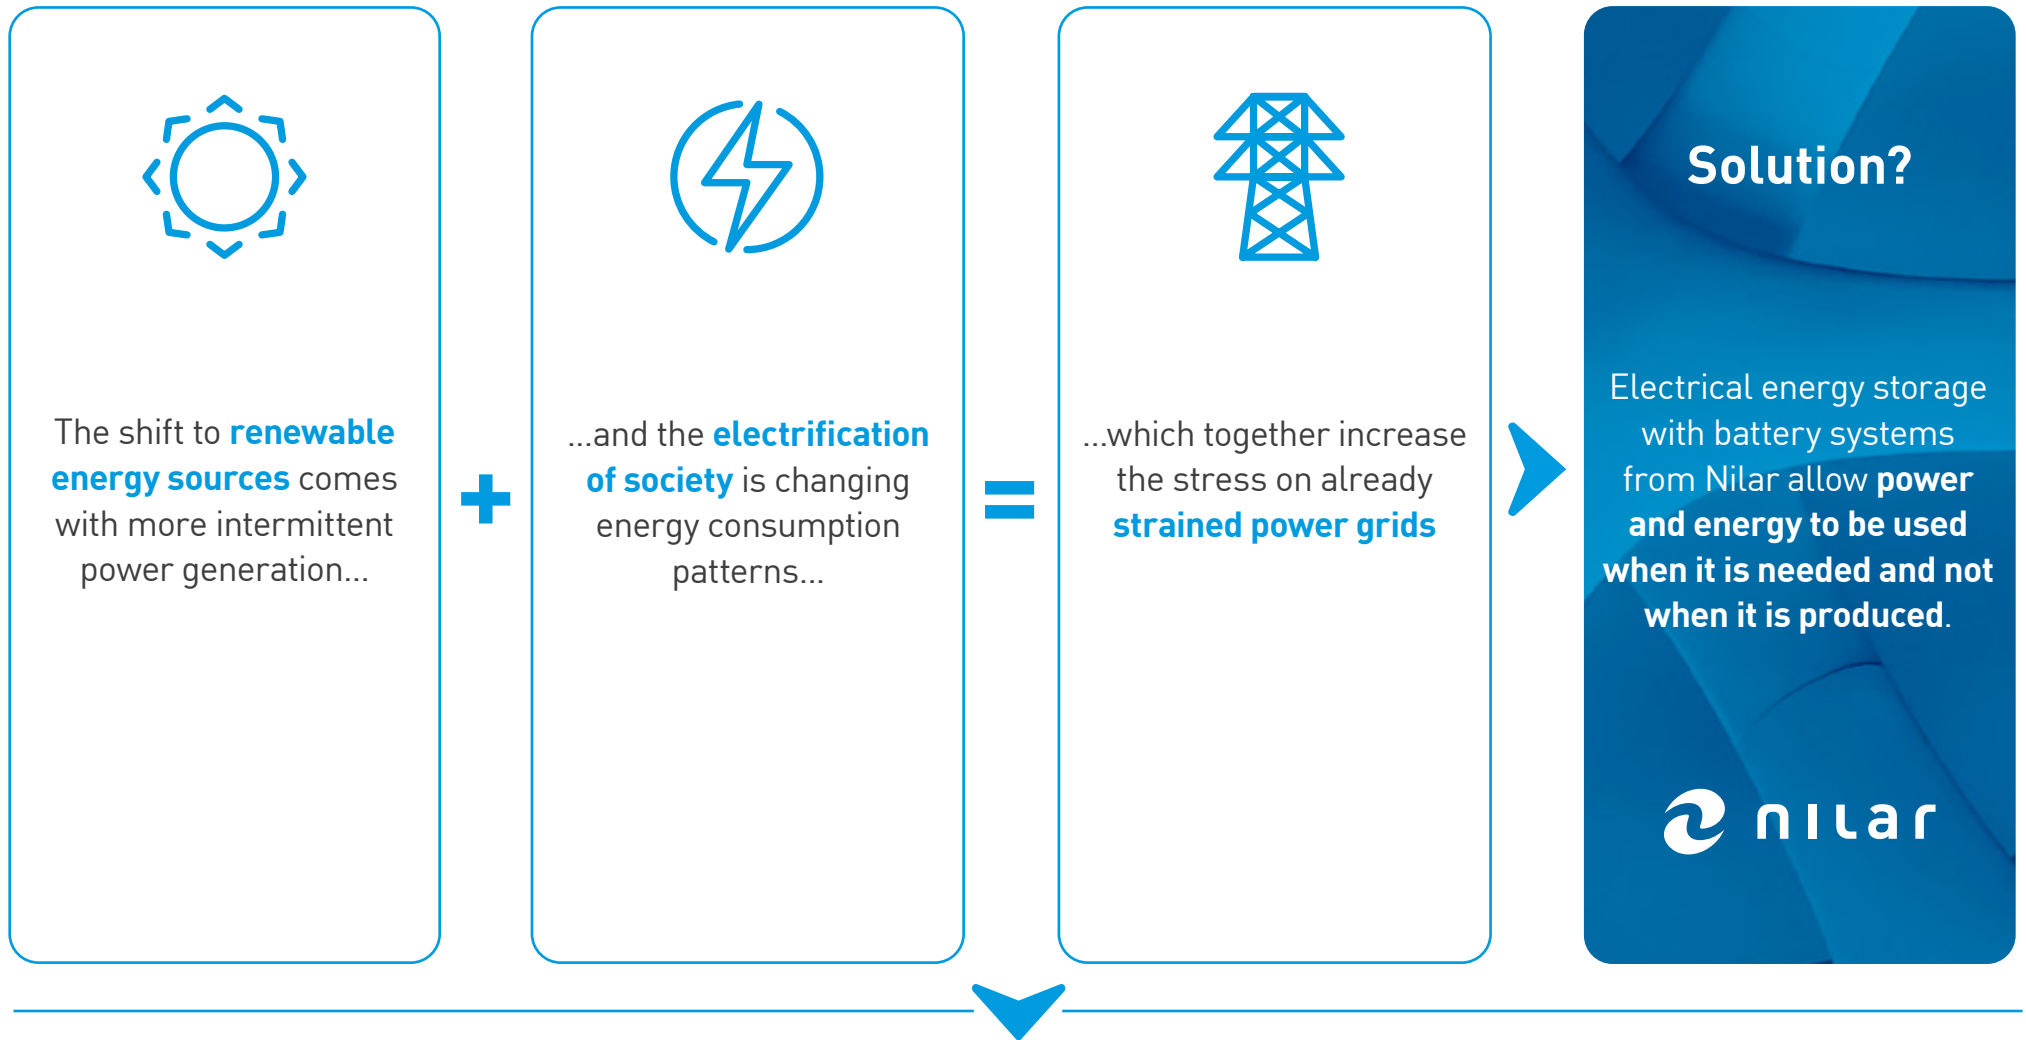 The shift to renewable
energy sources comes
with more intermittent
power generation...
+
...and the electrification
of society is changing
energy consumption
patterns...
=
...which together increase
the stress on already
strained power grids
Solution?
Electrical energy storage
with battery systems
from Nilar allow power
and energy to be used
when it is needed and not
when it is produced.
nilar